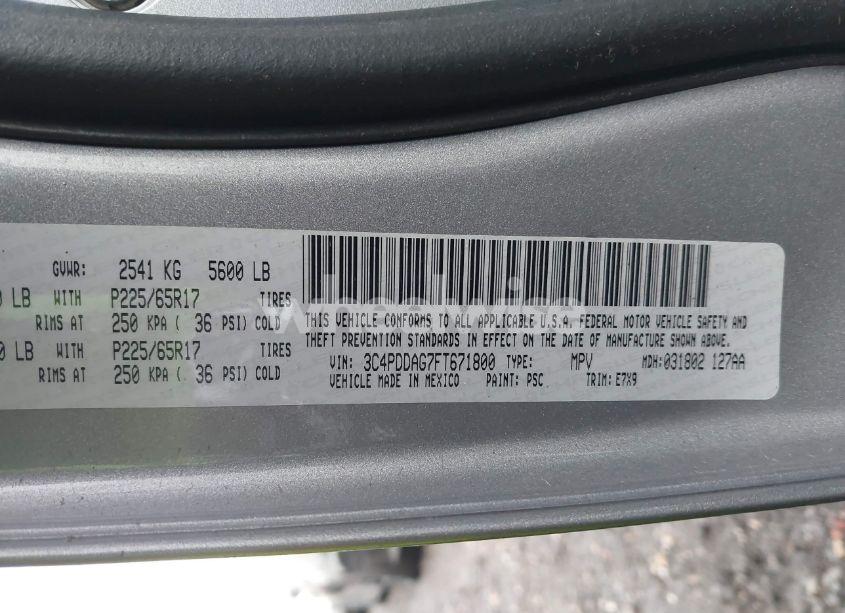 GVWR: 2541 KG 5600 LB
LB WITH P225/65R17 TIRES
RIMS AT 250 KPA ( 36 PSI) COLD
0 LB WITH P225/65R17 TIRES
RIMS AT 250 KPA ( 36 PSI) COLD
wheelwise
THIS VEHICLE CONFORMS TO ALL APPLICABLE U.S.A. FEDERAL MOTOR VEHICLE SAFETY AND
THEFT PREVENTION STANDARDS IN EFFECT ON THE DATE OF MANUFACTURE SHOWN ABOVE.
VIN: 3C4PDDAG7FT671800 TYPE: MPV MDH:031802 127AA
VEHICLE MADE IN MEXICO PAINT: PSC TRIM: E7X9